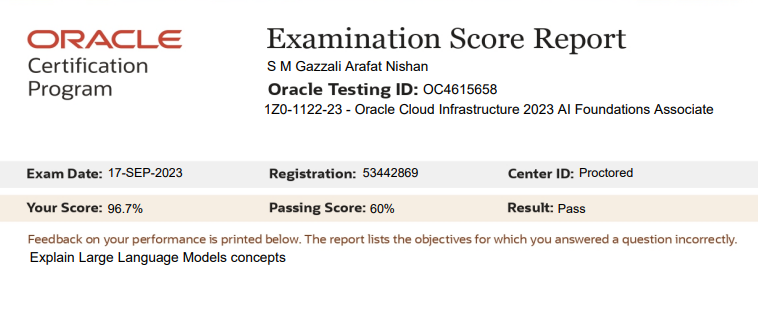 ORACLE
Certification
Program
Examination Score Report
S M Gazzali Arafat Nishan
Oracle Testing ID: OC4615658
1Z0-1122-23 - Oracle Cloud Infrastructure 2023 AI Foundations Associate
Exam Date: 17-SEP-2023 Registration: 53442869 Center ID: Proctored
Your Score: 96.7% Passing Score: 60% Result: Pass
Feedback on your performance is printed below. The report lists the objectives for which you answered a question incorrectly.
Explain Large Language Models concepts